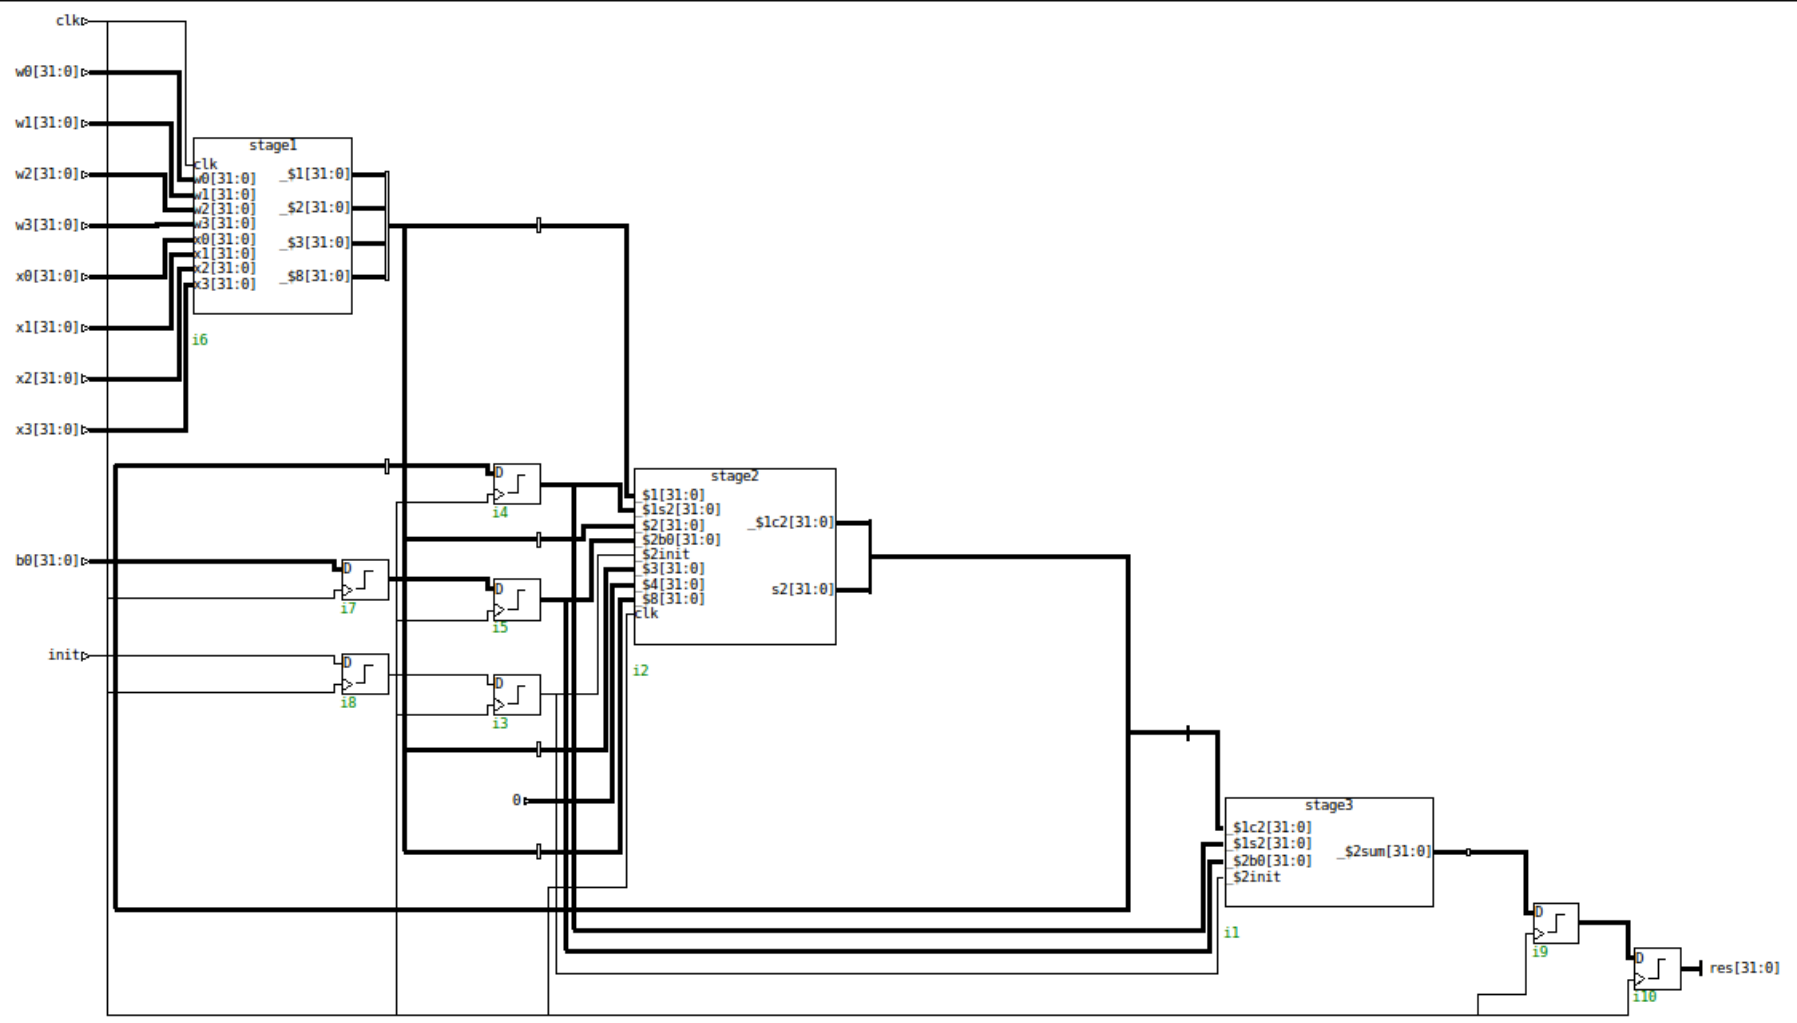 clk
w0[31:0]
w1[31:0]
w2[31:0]
w3[31:0]
x0[31:0]
x1[31:0]
x2[31:0]
x3[31:0]
b0[31:0]
init
stage1
clk
w0[31:0]
w1[31:0]
w2[31:0]
w3[31:0]
x0[31:0]
x1[31:0]
x2[31:0]
x3[31:0]
_$1[31:0]
_$2[31:0]
_$3[31:0]
_$8[31:0]
i6
D
i7
D
i8
D
i4
D
i5
D
i3
0
stage2
_$1[31:0]
_$1s2[31:0]
_$2[31:0]
_$2b0[31:0]
_$2init
_$3[31:0]
_$4[31:0]
_$8[31:0]
clk
_$1c2[31:0]
s2[31:0]
i2
stage3
_$1c2[31:0]
_$1s2[31:0]
_$2b0[31:0]
_$2init
_$2sum[31:0]
i1
D
i9
D
i10
res[31:0]